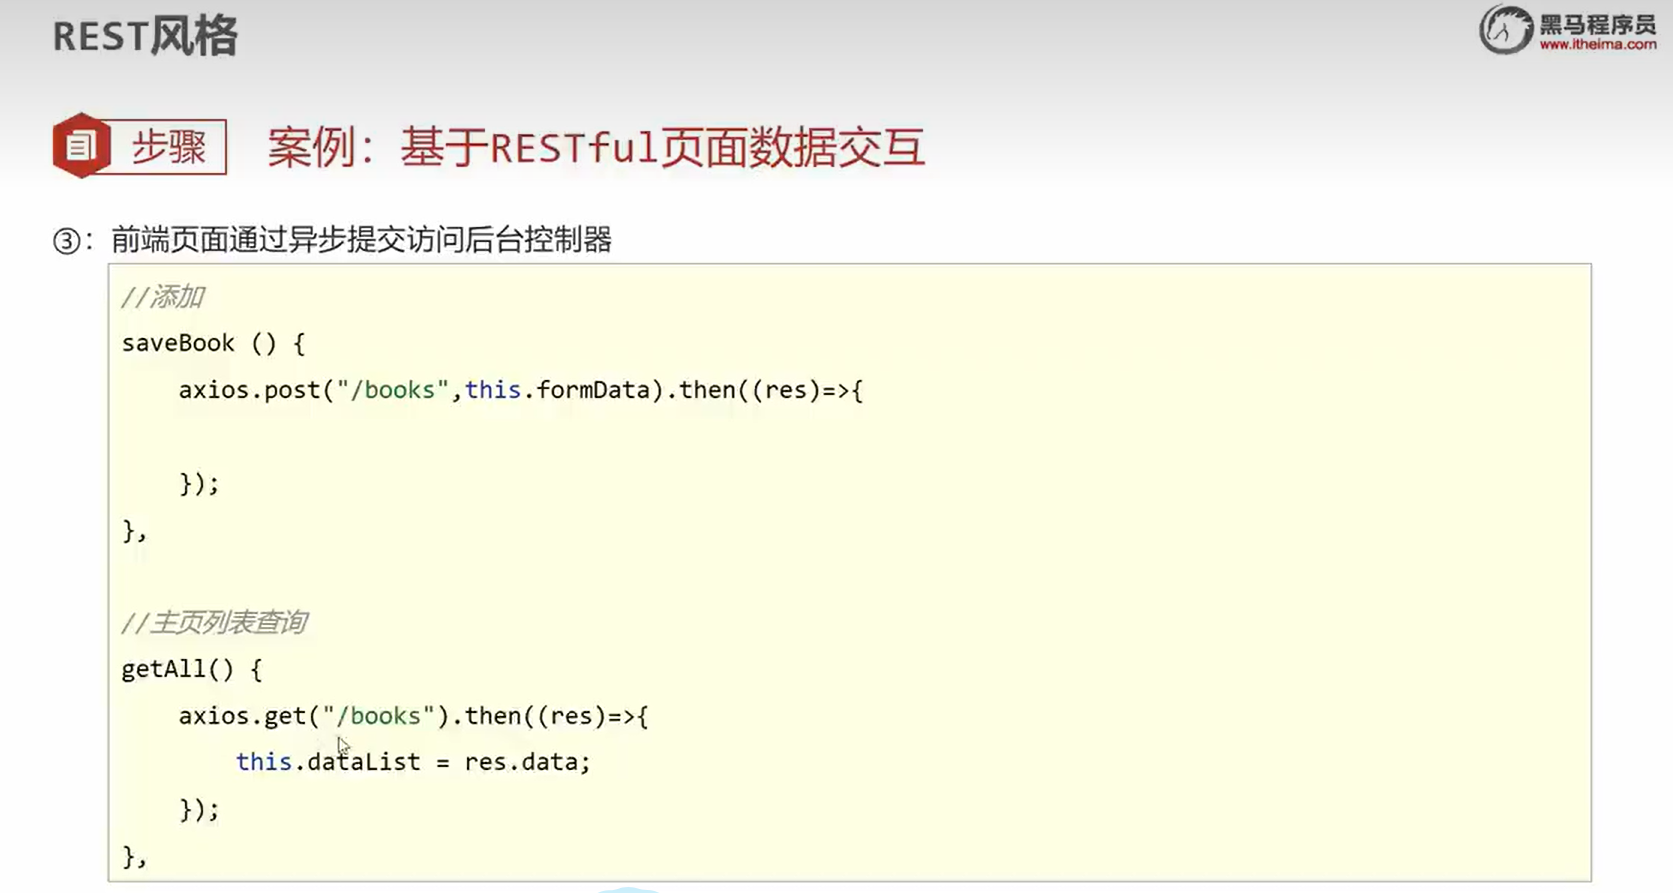 REST风格
黑马程序员
www.itheima.com
步骤
案例：基于RESTful页面数据交互
③：前端页面通过异步提交访问后台控制器
//添加
saveBook () {
    axios.post("/books",this.formData).then((res)=>{
    });
},
//主页列表查询
getAll() {
    axios.get("/books").then((res)=>{
        this.dataList = res.data;
    });
},